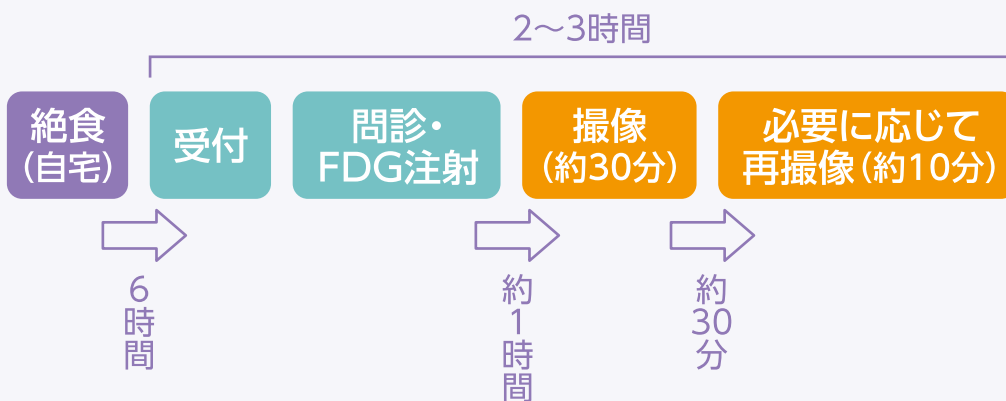 2～3時間
絶食
(自宅)
受付
問診・
FDG注射
撮像
(約30分)
必要に応じて
再撮像(約10分)
6時間
約1時間
約30分